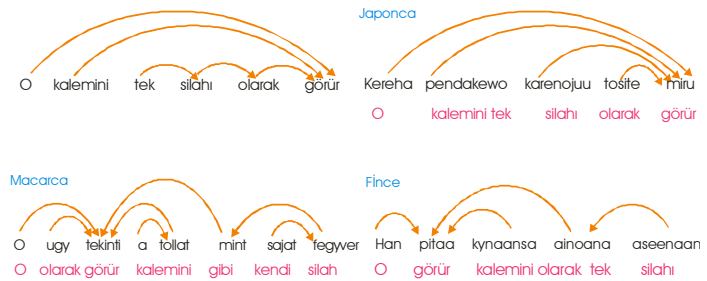 O kalemini tek silahı olarak görür
Japonca
Kereha pendakewo karenojuu tosite miru
O kalemini tek silahı olarak görür
Macarca
O ugy tekinti a tollat mint sajat fegyver
O olarak görür kalemini gibi kendi silah
Fince
Han pitaa kynaansa ainoana aseenaan
O görür kalemini olarak tek silahı